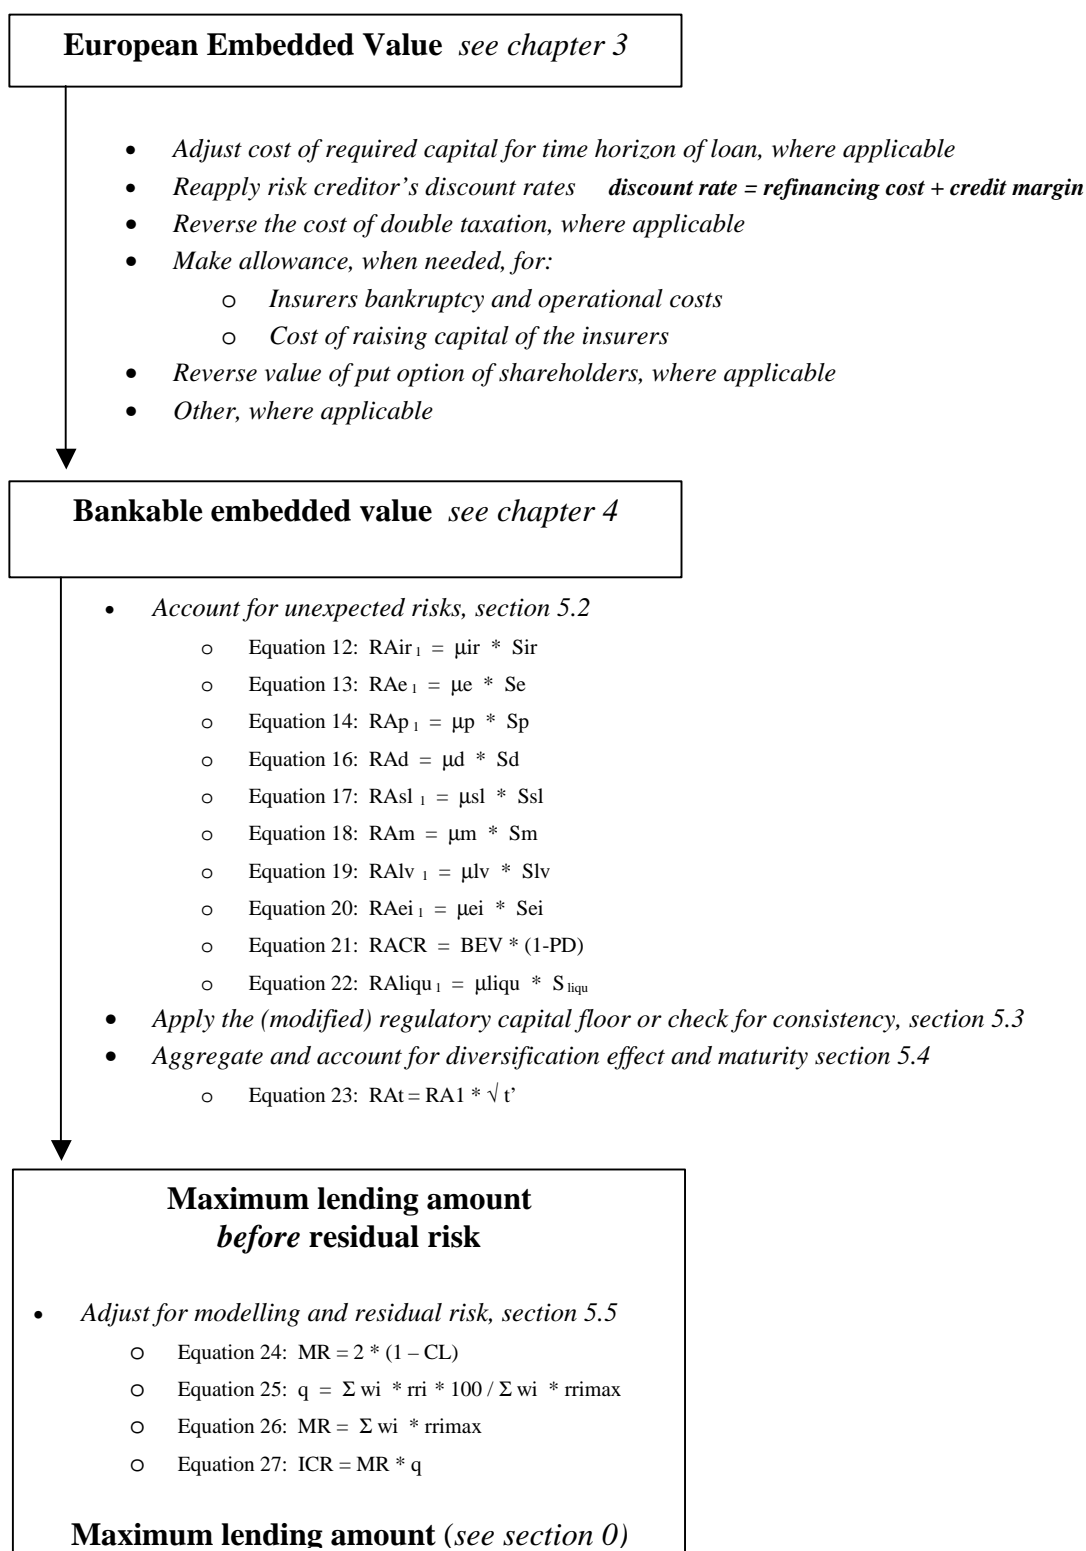 European Embedded Value see chapter 3
• Adjust cost of required capital for time horizon of loan, where applicable
• Reapply risk creditor's discount rates discount rate = refinancing cost + credit margin
• Reverse the cost of double taxation, where applicable
• Make allowance, when needed, for:
o Insurers bankruptcy and operational costs
o Cost of raising capital of the insurers
• Reverse value of put option of shareholders, where applicable
• Other, where applicable
Bankable embedded value see chapter 4
• Account for unexpected risks, section 5.2
o Equation 12: RAir 1 = μir * Sir
o Equation 13: RAe 1 = μe * Se
o Equation 14: RAp 1 = μp * Sp
o Equation 16: RAd = μd * Sd
o Equation 17: RAsl 1 = μsl * Ssl
o Equation 18: RAm = μm * Sm
o Equation 19: RAlv 1 = μlv * Slv
o Equation 20: RAei 1 = μei * Sei
o Equation 21: RACR = BEV * (1-PD)
o Equation 22: RAliqu 1 = μliqu * S liqu
• Apply the (modified) regulatory capital floor or check for consistency, section 5.3
• Aggregate and account for diversification effect and maturity section 5.4
o Equation 23: RAt = RA1 * √ t’
Maximum lending amount
before residual risk
• Adjust for modelling and residual risk, section 5.5
o Equation 24: MR = 2 * (1 – CL)
o Equation 25: q = Σ wi * rri * 100 / Σ wi * rrimax
o Equation 26: MR = Σ wi * rrimax
o Equation 27: ICR = MR * q
Maximum lending amount (see section 0)